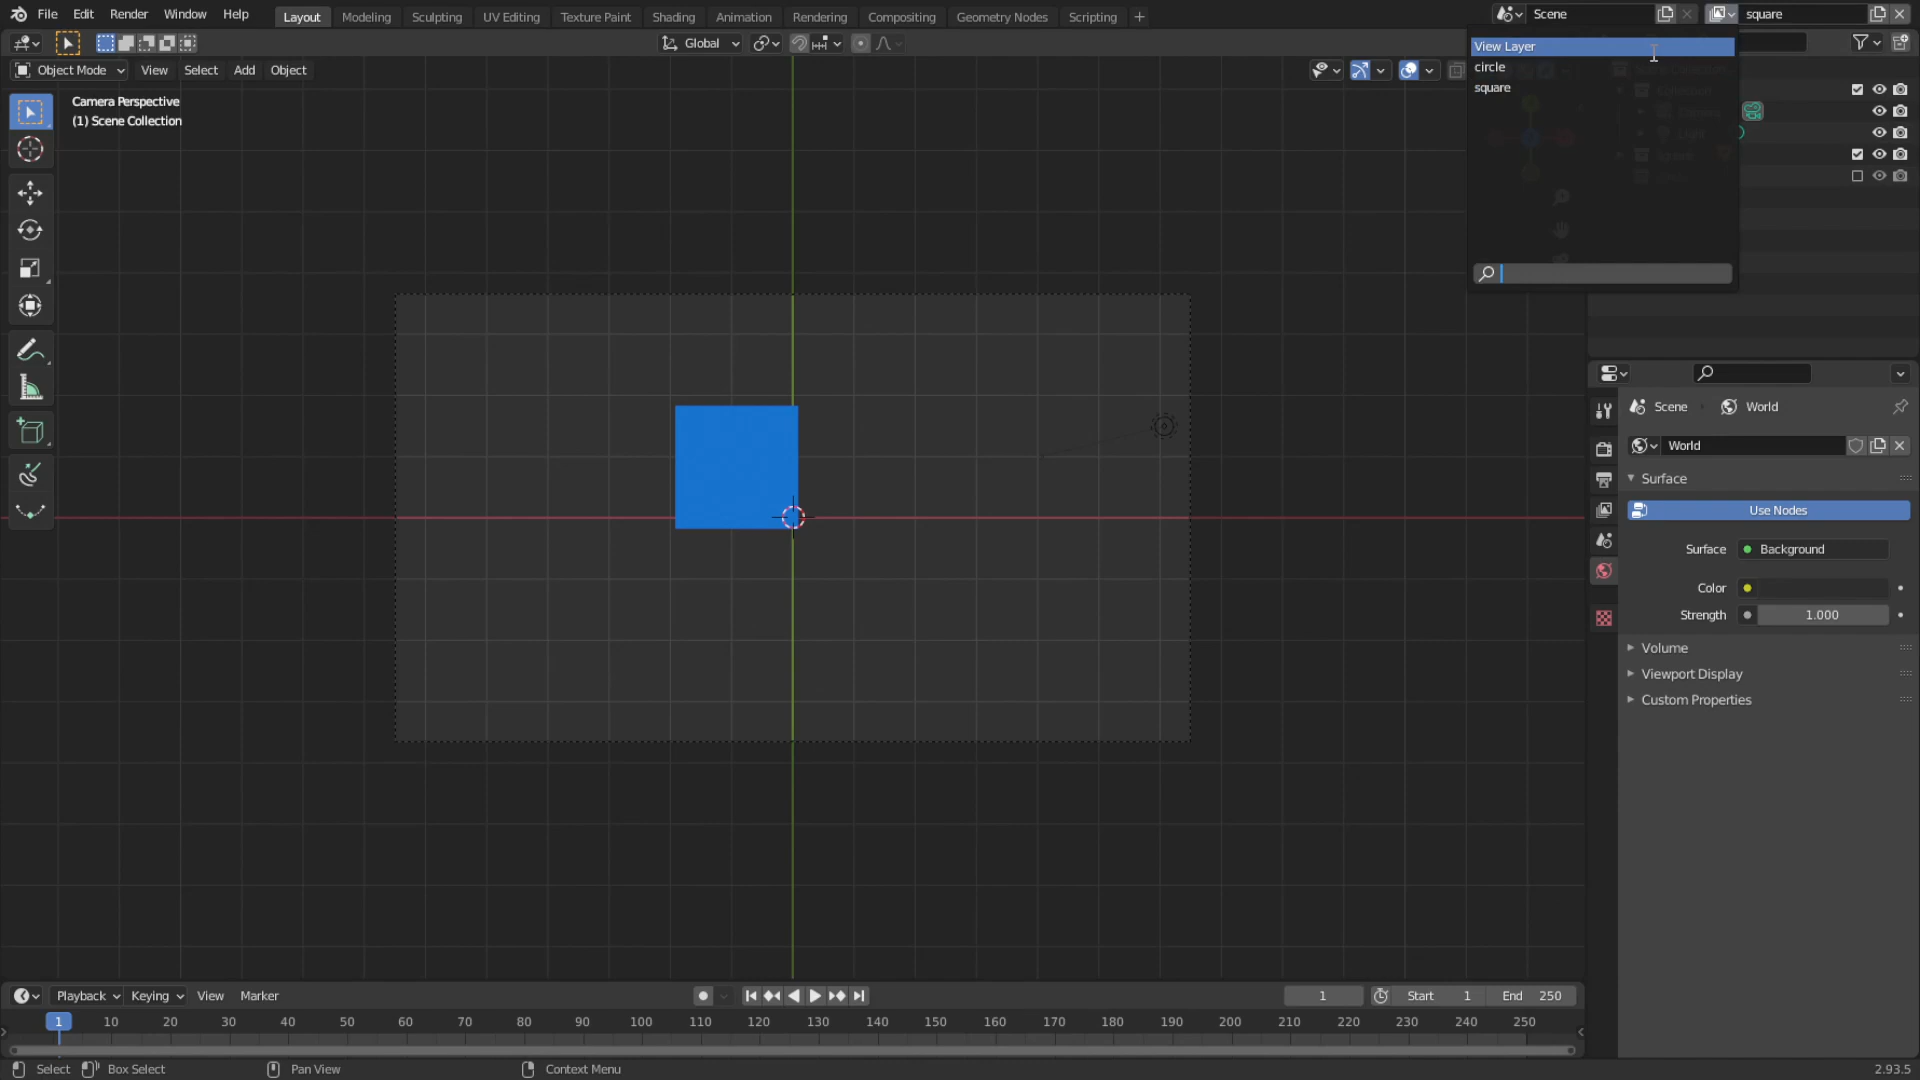 File Edit Render Window Help Layout Modeling Sculpting UV Editing Texture Paint Shading Animation Rendering Compositing Geometry Nodes Scripting + Scene square
Global
View Layer
circle
square
Object Mode View Select Add Object
Camera Perspective
(1) Scene Collection
Scene World
World
Surface
Use Nodes
Surface Background
Color
Strength 1.000
Volume
Viewport Display
Custom Properties
Playback Keying View Marker 1 Start 1 End 250
1 10 20 30 40 50 60 70 80 90 100 110 120 130 140 150 160 170 180 190 200 210 220 230 240 250
Select Box Select Pan View Context Menu 2.93.5